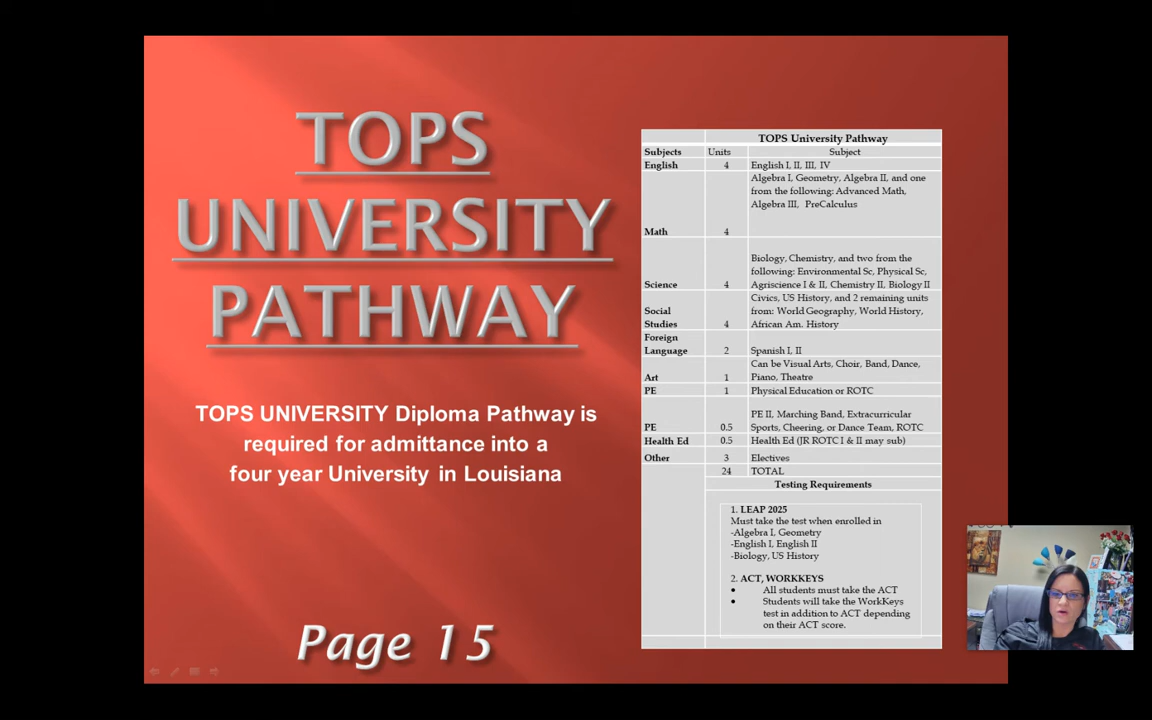 TOPS
UNIVERSITY
PATHWAY
TOPS UNIVERSITY Diploma Pathway is
required for admittance into a
four year University in Louisiana
Page 15
TOPS University Pathway
Subjects Units Subject
English 4 English I, II, III, IV
Algebra I, Geometry, Algebra II, and one
from the following: Advanced Math,
Algebra III, PreCalculus
Math 4
Biology, Chemistry, and two from the
following: Environmental Sc, Physical Sc,
Science 4 Agriscience I & II, Chemistry II, Biology II
Civics, US History, and 2 remaining units
Social from: World Geography, World History,
Studies 4 African Am. History
Foreign
Language 2 Spanish I, II
Can be Visual Arts, Choir, Band, Dance,
Art 1 Piano, Theatre
PE 1 Physical Education or ROTC
PE II, Marching Band, Extracurricular
PE 0.5 Sports, Cheering, or Dance Team, ROTC
Health Ed 0.5 Health Ed (JR ROTC I & II may sub)
Other 3 Electives
24 TOTAL
Testing Requirements
1. LEAP 2025
Must take the test when enrolled in
-Algebra I, Geometry
-English I, English II
-Biology, US History
2. ACT, WORKKEYS
• All students must take the ACT
• Students will take the WorkKeys
test in addition to ACT depending
on their ACT score.